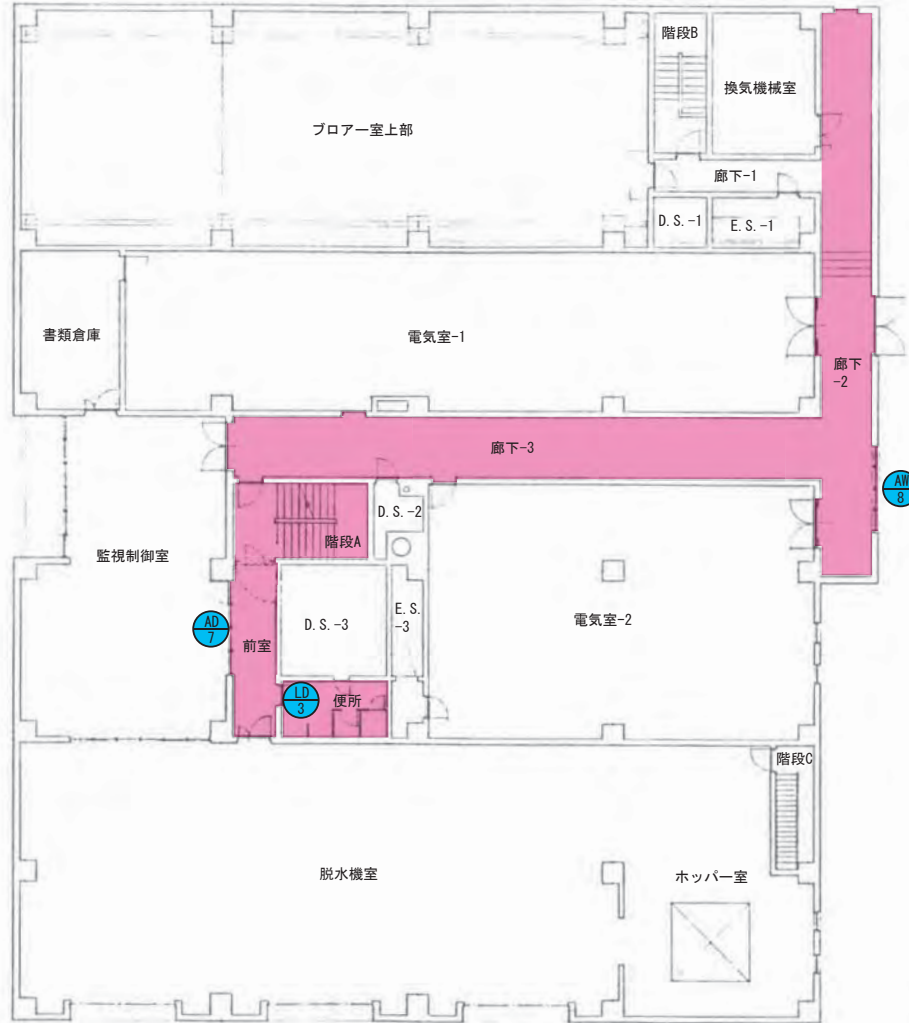 階段B
換気機械室
ブロアー室上部
廊下-1
D.S.-1
E.S.-1
書類倉庫
電気室-1
廊下
-2
廊下-3
AW
8
D.S.-2
階段A
監視制御室
E.S.
-3
D.S.-3
電気室-2
AD
7
前室
LD
3
便所
階段C
脱水機室
ホッパー室